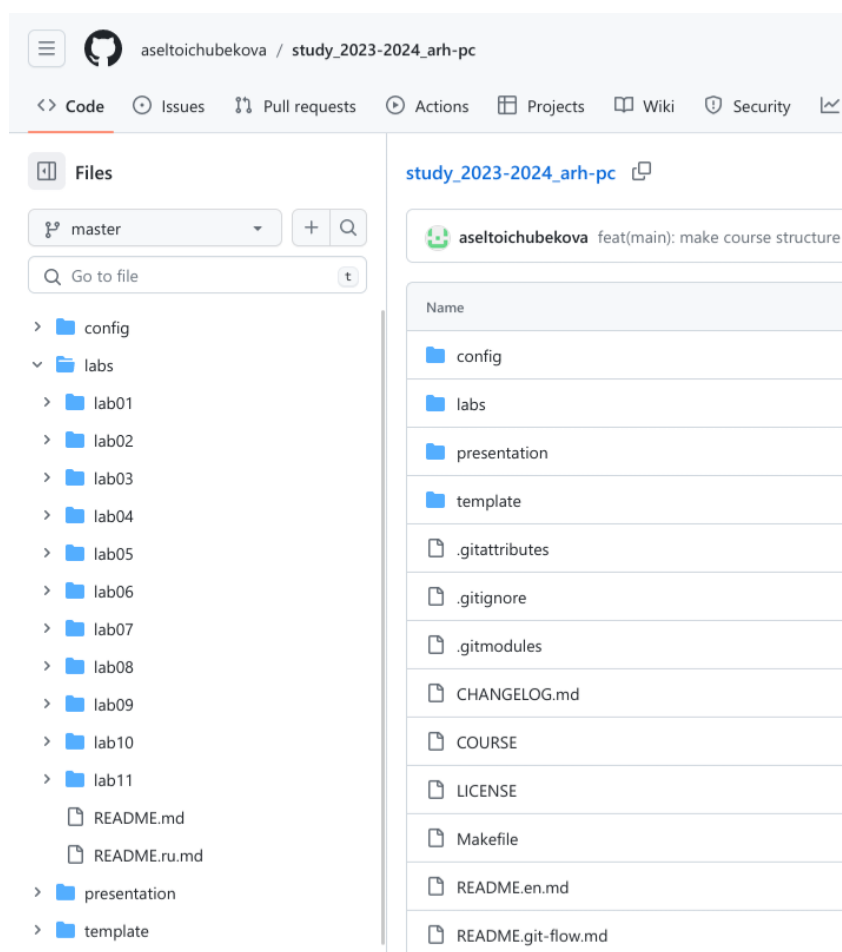 aseltoichubekova / study_2023-2024_arh-pc
Code Issues Pull requests Actions Projects Wiki Security
Files
master
Go to file t
config
labs
lab01
lab02
lab03
lab04
lab05
lab06
lab07
lab08
lab09
lab10
lab11
README.md
README.ru.md
presentation
template
study_2023-2024_arh-pc
aseltoichubekova feat(main): make course structure
Name
config
labs
presentation
template
.gitattributes
.gitignore
.gitmodules
CHANGELOG.md
COURSE
LICENSE
Makefile
README.en.md
README.git-flow.md